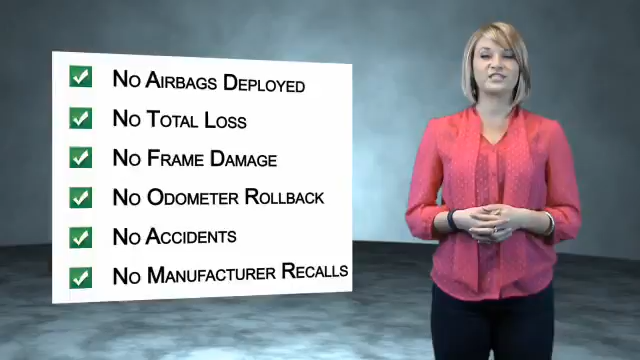 No Airbags Deployed
No Total Loss
No Frame Damage
No Odometer Rollback
No Accidents
No Manufacturer Recalls